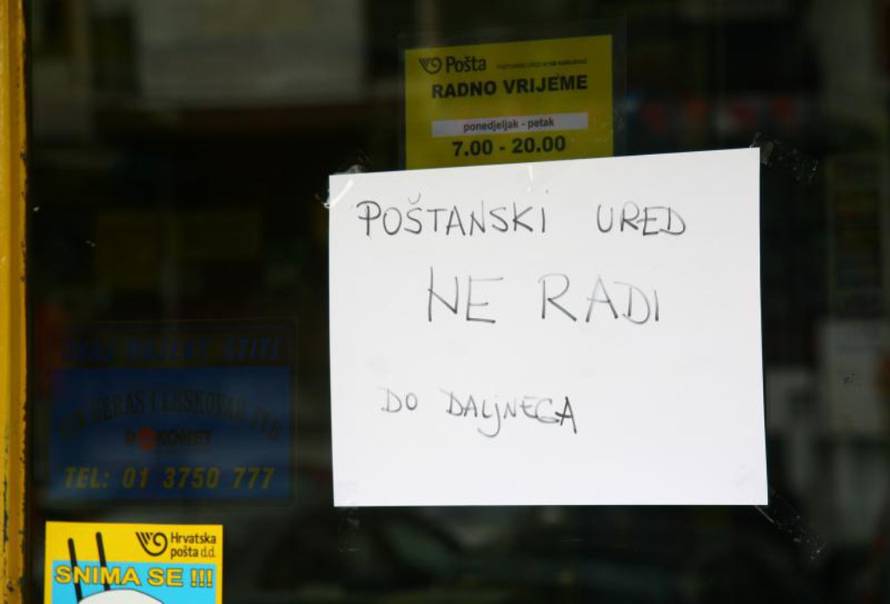 Pošta
RADNO VRIJEME
ponedjeljak - petak
7.00 - 20.00
POŠTANSKI URED
NE RADI
DO DALJNEGA
TEL: 01 3750 777
Hrvatska
pošta d.d.
SNIMA SE !!!